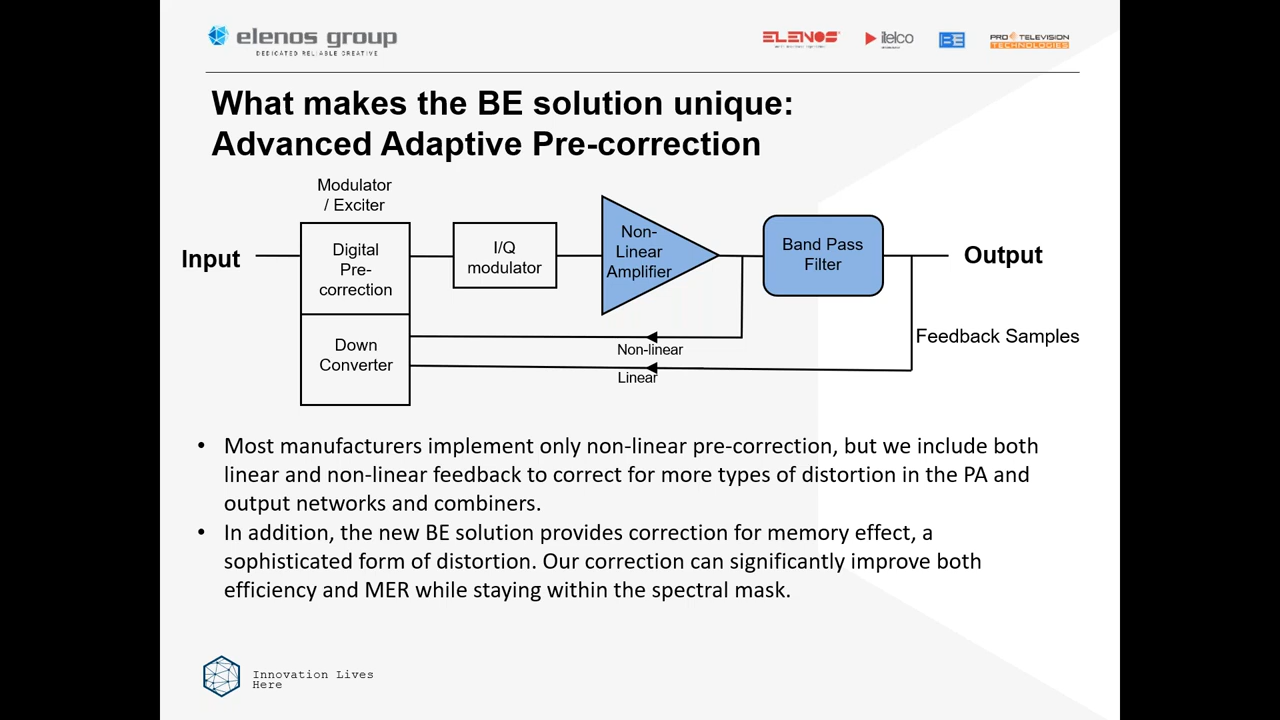 elenos group
DEDICATED RELIABLE CREATIVE
ELENOS
itelco
BE
PRO TELEVISION
TECHNOLOGIES
What makes the BE solution unique:
Advanced Adaptive Pre-correction
Modulator
/ Exciter
Input
Digital
Pre-
correction
I/Q
modulator
Non-
Linear
Amplifier
Band Pass
Filter
Output
Down
Converter
Non-linear
Linear
Feedback Samples
• Most manufacturers implement only non-linear pre-correction, but we include both
linear and non-linear feedback to correct for more types of distortion in the PA and
output networks and combiners.
• In addition, the new BE solution provides correction for memory effect, a
sophisticated form of distortion. Our correction can significantly improve both
efficiency and MER while staying within the spectral mask.
Innovation Lives
Here